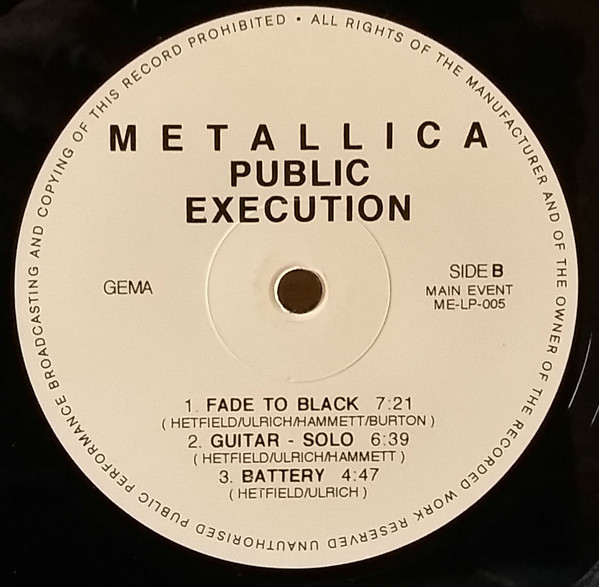 METALLICA
PUBLIC
EXECUTION
GEMA
SIDE B
MAIN EVENT
ME-LP-005
1. FADE TO BLACK 7:21
( HETFIELD/ULRICH/HAMMETT/BURTON )
2. GUITAR - SOLO 6:39
( HETFIELD/ULRICH/HAMMETT )
3. BATTERY 4:47
( HETFIELD/ULRICH )
ALL RIGHTS OF THE MANUFACTURER AND OF THE OWNER OF THE RECORDED WORK RESERVED UNAUTHORISED PUBLIC PERFORMANCE BROADCASTING AND COPYING OF THIS RECORD PROHIBITED •